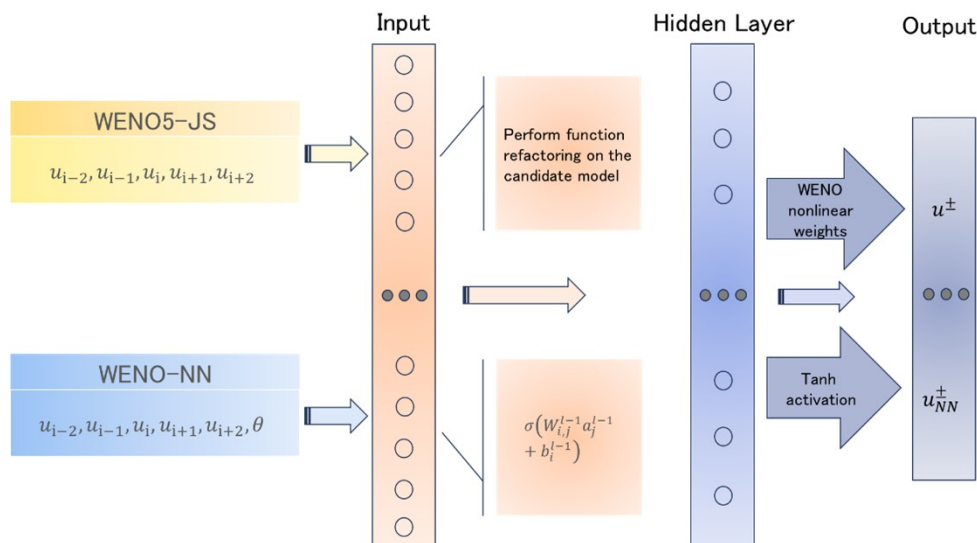 Input
Hidden Layer
Output
WENO5-JS
u_{i-2}, u_{i-1}, u_i, u_{i+1}, u_{i+2}
Perform function
refactoring on the
candidate model
WENO
nonlinear
weights
u^±
WENO-NN
u_{i-2}, u_{i-1}, u_i, u_{i+1}, u_{i+2}, θ
σ(W_{i,j}^{l-1} a_j^{l-1}
+ b_i^{l-1})
Tanh
activation
u_{NN}^±